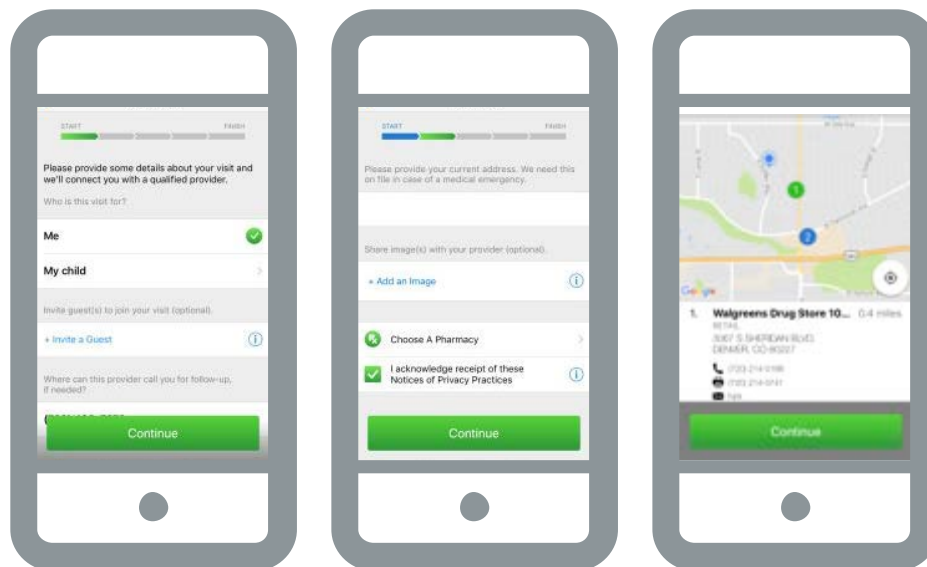 START FINISH
Please provide some details about your visit and
we'll connect you with a qualified provider.
Who is this visit for?
Me
My child
Invite guest(s) to join your visit (optional).
+ Invite a Guest
Where can this provider call you for follow-up,
if needed?
Continue
START FINISH
Please provide your current address. We need this
on file in case of a medical emergency.
Share image(s) with your provider (optional).
+ Add an Image
Choose A Pharmacy
I acknowledge receipt of these
Notices of Privacy Practices
Continue
1
2
Google
1. Walgreens Drug Store 10... 0.4 miles
RETAIL
S SHERIDAN BLVD
DENVER, CO 80227
Continue